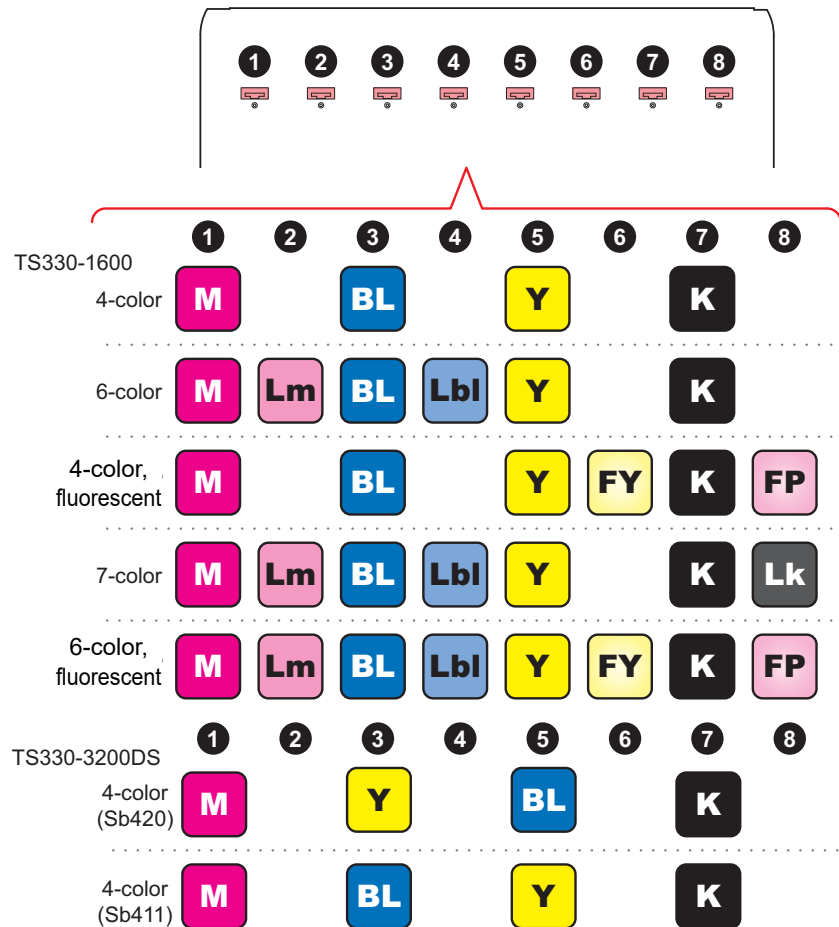 1 2 3 4 5 6 7 8
1 2 3 4 5 6 7 8
TS330-1600
4-color M BL Y K
6-color M Lm BL Lbl Y K
4-color,
fluorescent M BL Y FY K FP
7-color M Lm BL Lbl Y K Lk
6-color,
fluorescent M Lm BL Lbl Y FY K FP
1 2 3 4 5 6 7 8
TS330-3200DS
4-color
(Sb420) M Y BL K
4-color
(Sb411) M BL Y K